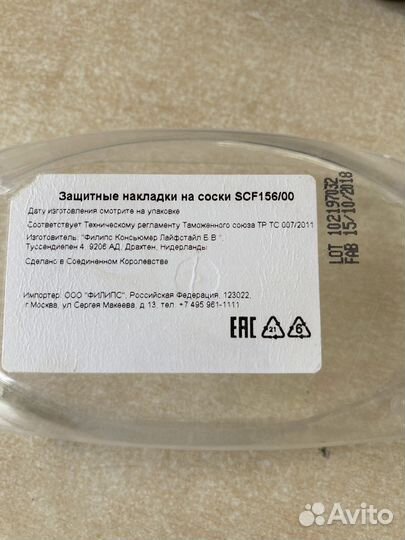 Защитные накладки на соски SCF156/00
Дату изготовления смотрите на упаковке
Соответствует Техническому регламенту Таможенного союза ТР ТС 007/2011
Изготовитель: "Филипс Консьюмер Лайфстайл Б.В.",
Туссендиепен 4, 9206 АД, Драхтен, Нидерланды
Сделано в Соединенном Королевстве
Импортер: ООО "ФИЛИПС", Российская Федерация, 123022,
г.Москва, ул Сергея Макеева, д.13, тел. +7 495 961-1111
EAC 21 6
LOT 102197032
FAB 15/10/2018
Avito